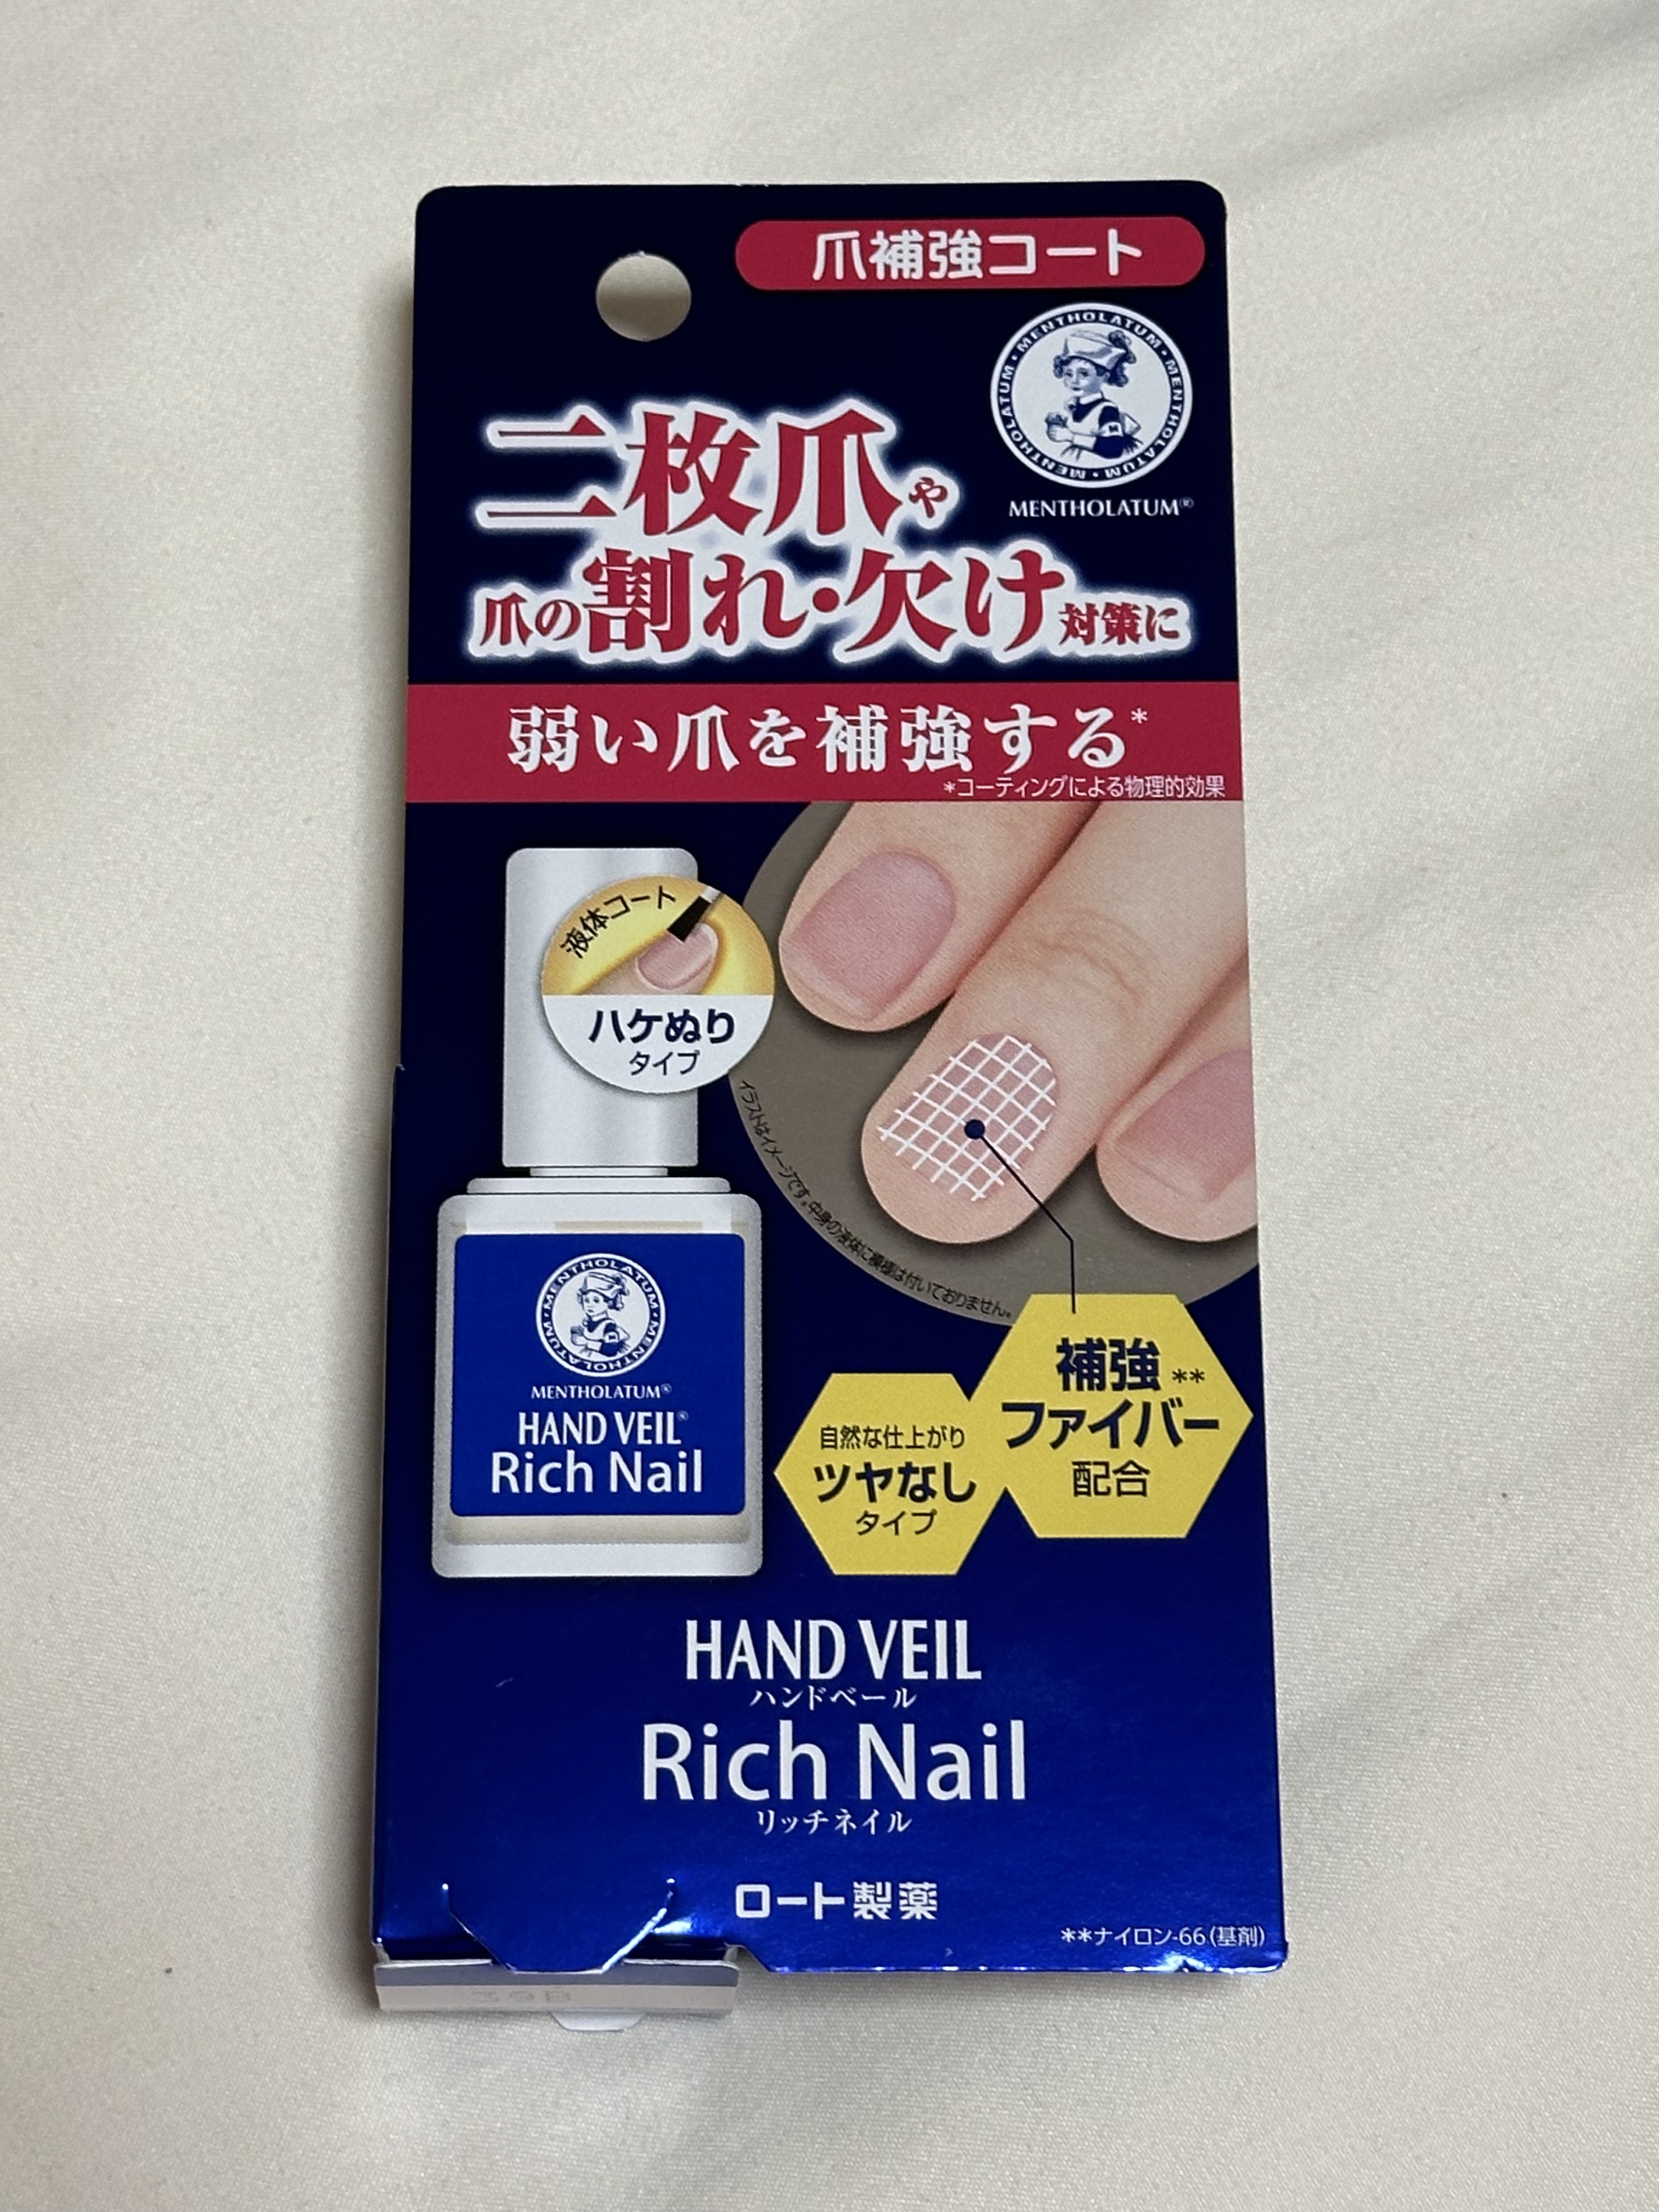 爪補強コート
MENTHOLATUM・MENTHOLATUM・MENTHOLATUM・MENTHOLATUM
MENTHOLATUM®
二枚爪や
爪の割れ・欠け対策に
弱い爪を補強する*
*コーティングによる物理的効果
液体コート
ハケぬり
タイプ
イラストはイメージです。中身の液体に模様は付いておりません。
MENTHOLATUM・MENTHOLATUM・MENTHOLATUM
MENTHOLATUM®
HAND VEIL®
Rich Nail
補強**
ファイバー
配合
自然な仕上がり
ツヤなし
タイプ
HAND VEIL
ハンドベール
Rich Nail
リッチネイル
ロート製薬
**ナイロン-66(基剤)